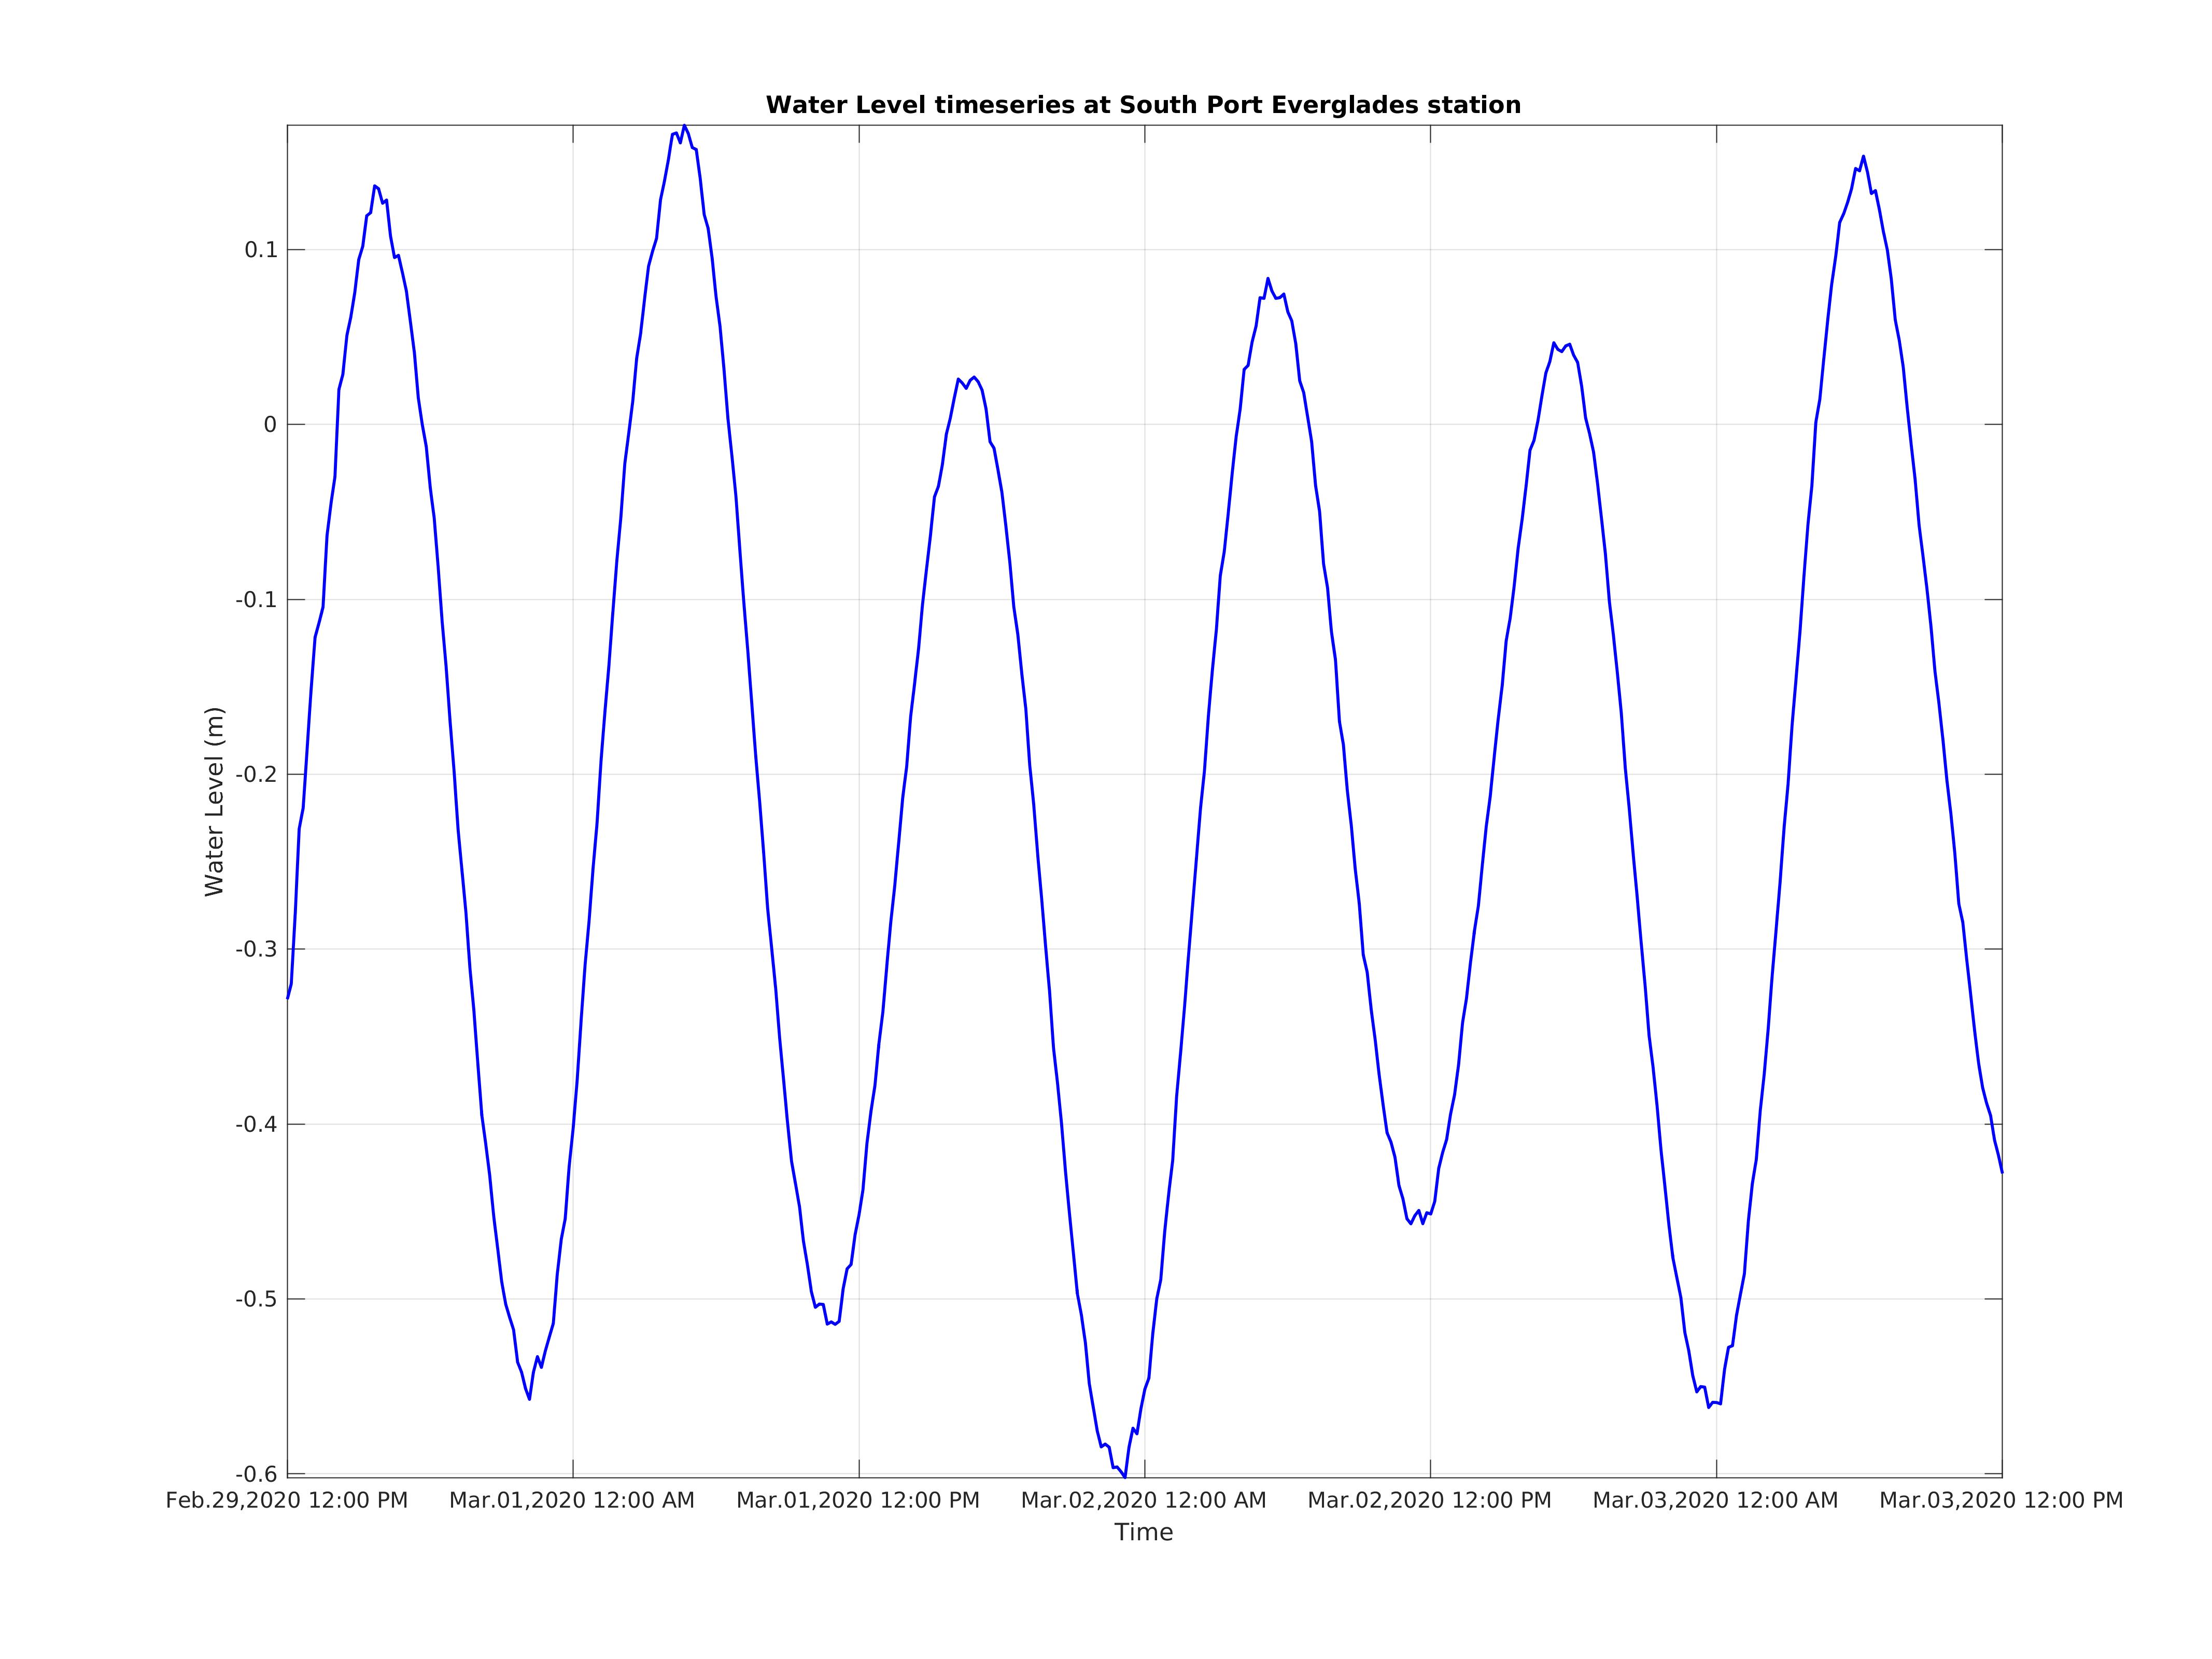 Water Level timeseries at South Port Everglades station
0.1
0
-0.1
-0.2
-0.3
-0.4
-0.5
-0.6
Water Level (m)
Feb.29,2020 12:00 PM Mar.01,2020 12:00 AM Mar.01,2020 12:00 PM Mar.02,2020 12:00 AM Mar.02,2020 12:00 PM Mar.03,2020 12:00 AM Mar.03,2020 12:00 PM
Time